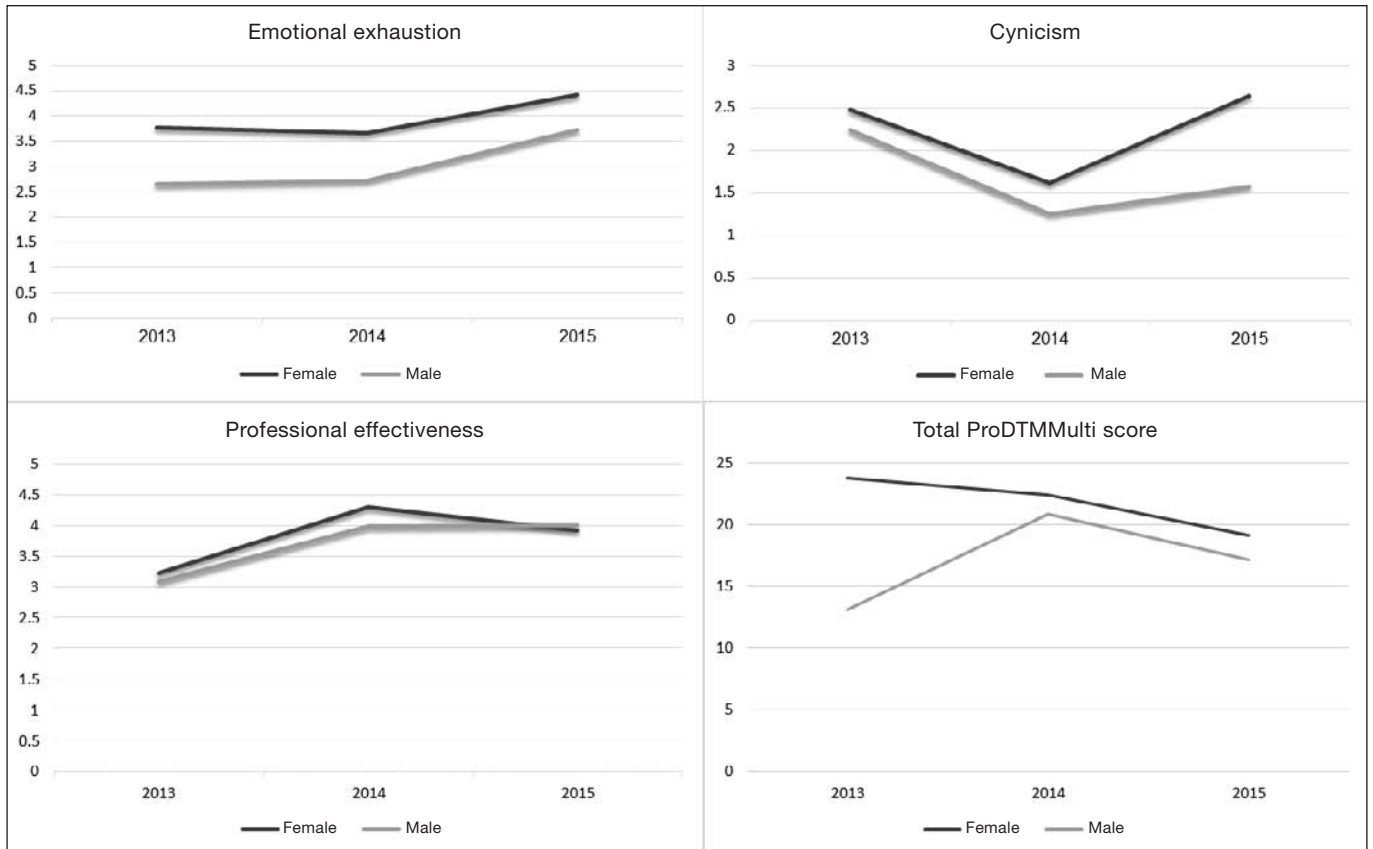 Emotional exhaustion
5
4.5
4
3.5
3
2.5
2
1.5
1
0.5
0
2013 2014 2015
Female Male
Cynicism
3
2.5
2
1.5
1
0.5
0
2013 2014 2015
Female Male
Professional effectiveness
5
4.5
4
3.5
3
2.5
2
1.5
1
0.5
0
2013 2014 2015
Female Male
Total ProDTMMulti score
25
20
15
10
5
0
2013 2014 2015
Female Male